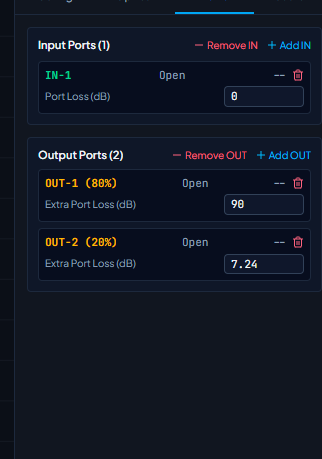 Input Ports (1) — Remove IN + Add IN
IN-1 Open --
Port Loss (dB) 0
Output Ports (2) — Remove OUT + Add OUT
OUT-1 (80%) Open --
Extra Port Loss (dB) 90
OUT-2 (20%) Open --
Extra Port Loss (dB) 7.24